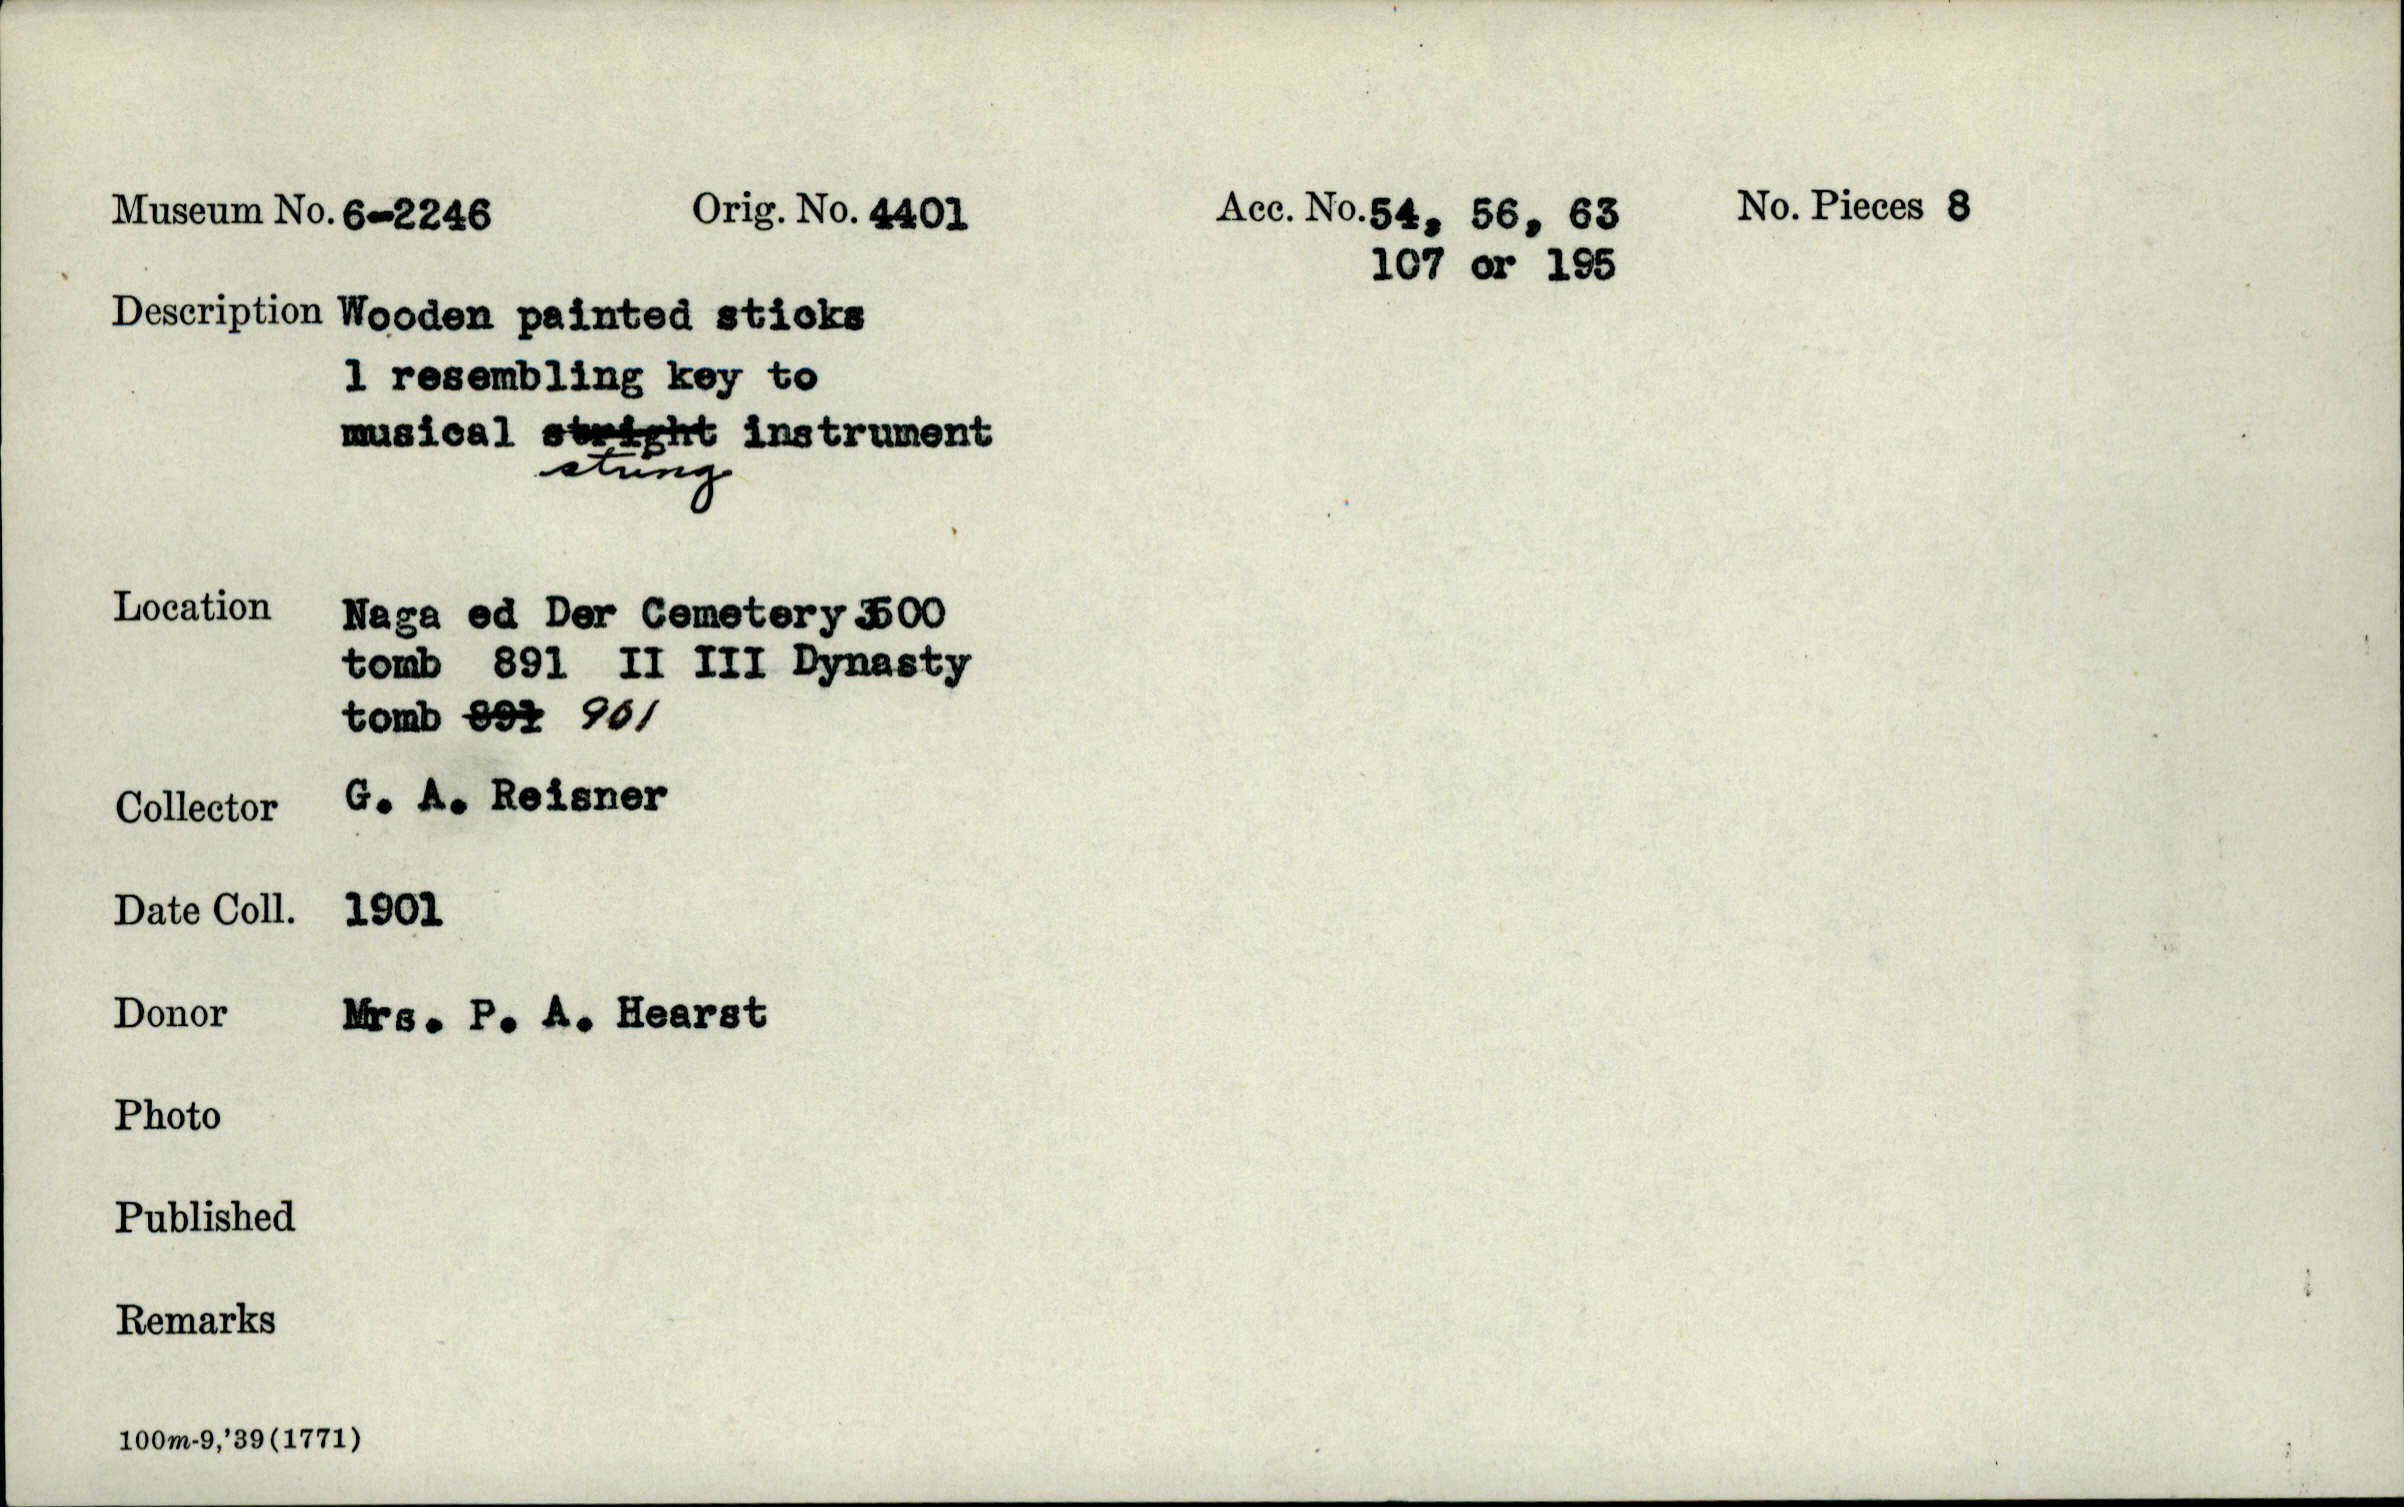 Museum No. 6-2246 Orig. No. 4401 Acc. No. 54, 56, 63 No. Pieces 8
107 or 195
Description Wooden painted sticks
1 resembling key to
musical stright instrument
string
Location Naga ed Der Cemetery 3500
tomb 891 II III Dynasty
tomb 891 901
Collector G. A. Reisner
Date Coll. 1901
Donor Mrs. P. A. Hearst
Photo
Published
Remarks
100m-9,'39(1771)